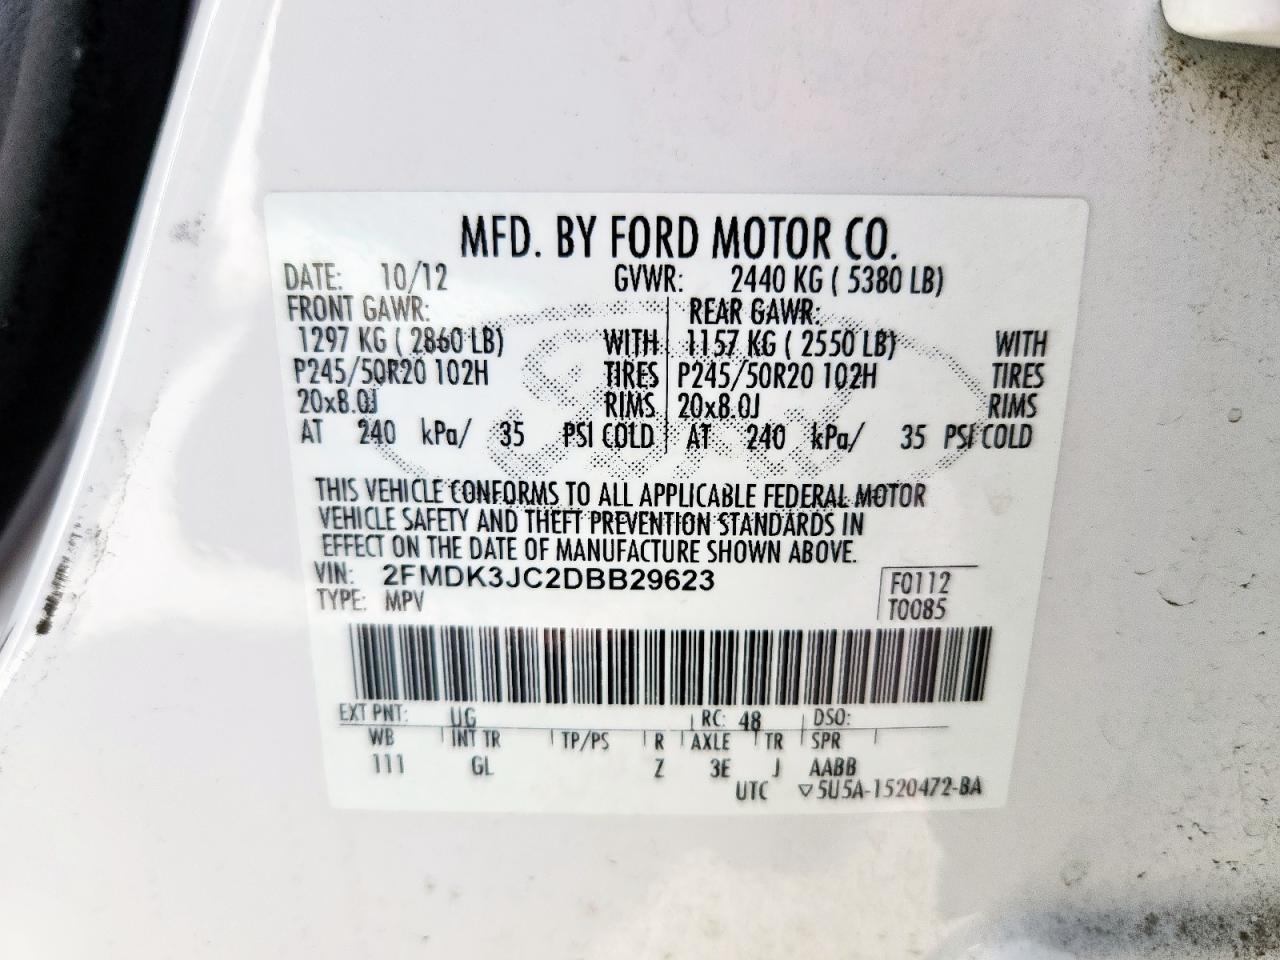 MFD. BY FORD MOTOR CO.
DATE: 10/12 GVWR: 2440 KG ( 5380 LB)
FRONT GAWR: REAR GAWR:
1297 KG ( 2860 LB) WITH 1157 KG ( 2550 LB) WITH
P245/50R20 102H TIRES P245/50R20 102H TIRES
20x8.0J RIMS 20x8.0J RIMS
AT 240 kPa/ 35 PSI COLD AT 240 kPa/ 35 PSI COLD
THIS VEHICLE CONFORMS TO ALL APPLICABLE FEDERAL MOTOR
VEHICLE SAFETY AND THEFT PREVENTION STANDARDS IN
EFFECT ON THE DATE OF MANUFACTURE SHOWN ABOVE.
VIN: 2FMDK3JC2DBB29623 F0112
TYPE: MPV T0085
EXT PNT: UG RC: 48 DSO:
WB INT TR TP/PS R AXLE TR SPR
111 GL Z 3E J AABB
UTC ▽5U5A-1520472-BA